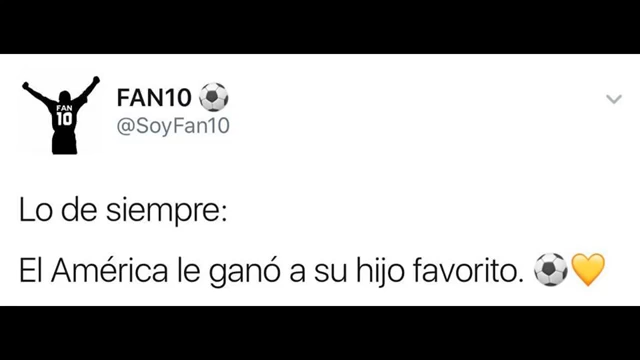 FAN10 ⚽
@SoyFan10
FAN
10
Lo de siempre:
El América le ganó a su hijo favorito. ⚽💛